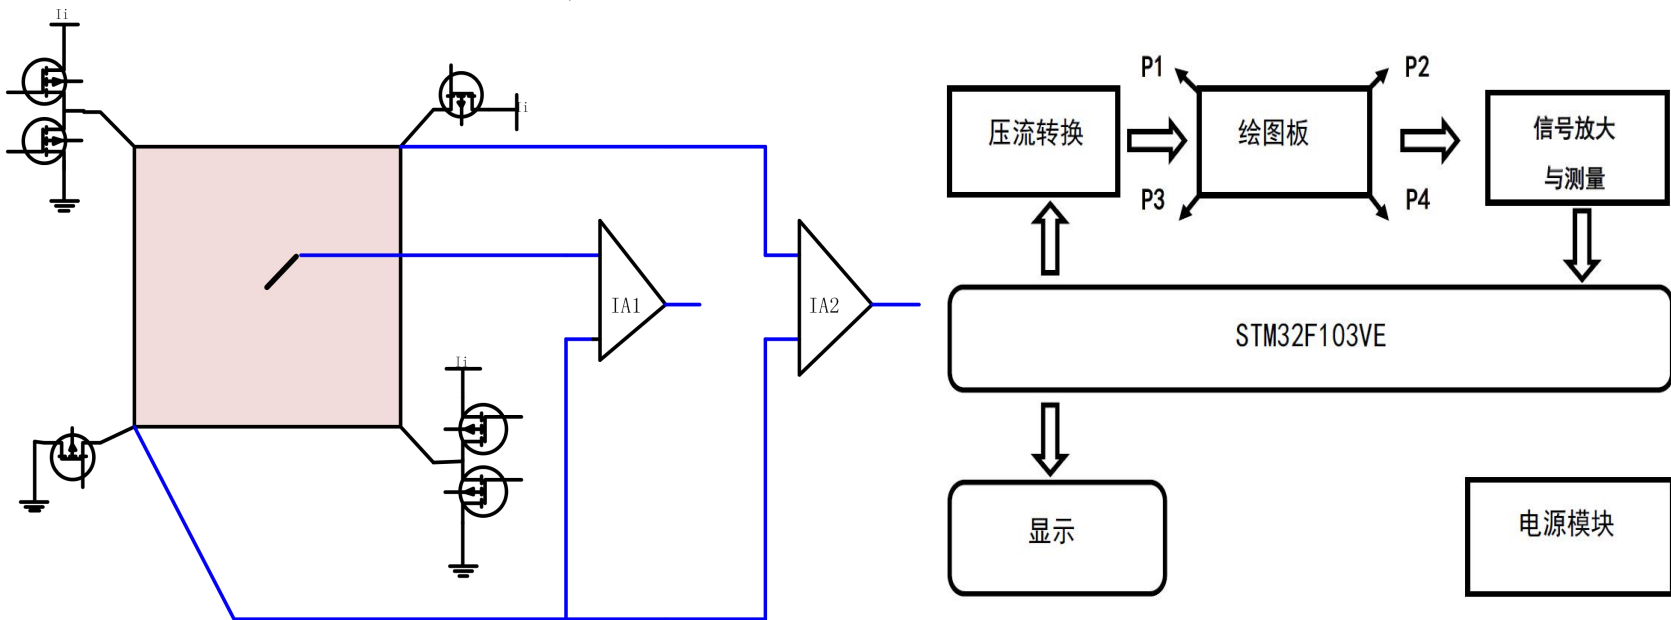 Ii
Ii
IA1
IA2
Ii
P1
P2
压流转换
绘图板
信号放大
与测量
P3
P4
STM32F103VE
显示
电源模块